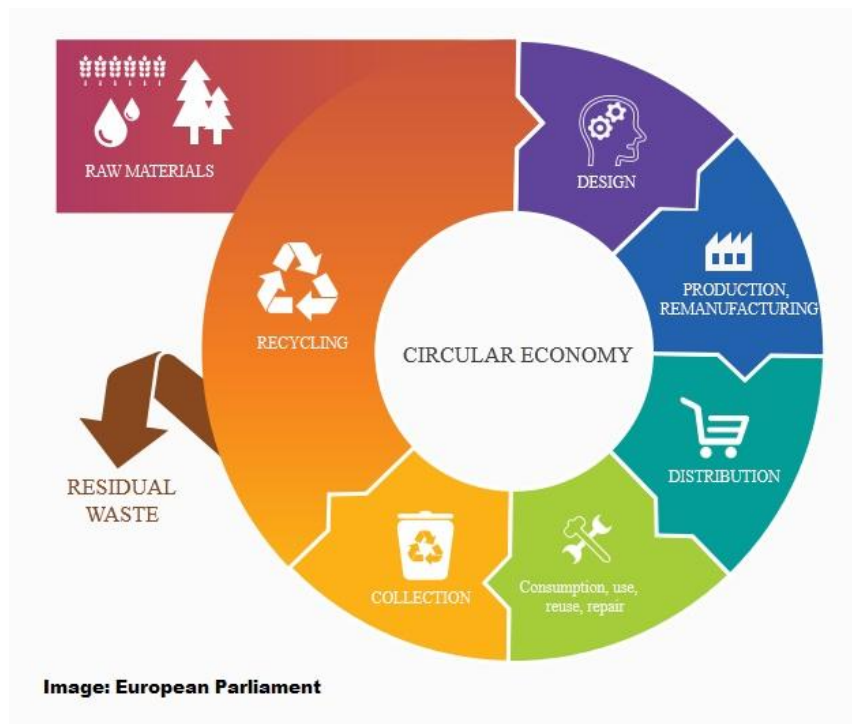 RAW MATERIALS
DESIGN
PRODUCTION,
REMANUFACTURING
RECYCLING
CIRCULAR ECONOMY
DISTRIBUTION
RESIDUAL
WASTE
Consumption, use,
reuse, repair
COLLECTION
Image: European Parliament